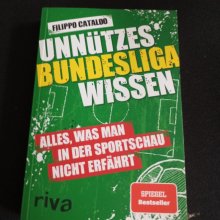 FILIPPO CATALDO
UNNÜTZES
BUNDESLIGA
WISSEN
ALLES, WAS MAN
IN DER SPORTSCHAU
NICHT ERFÄHRT
riva
SPIEGEL
Bestseller